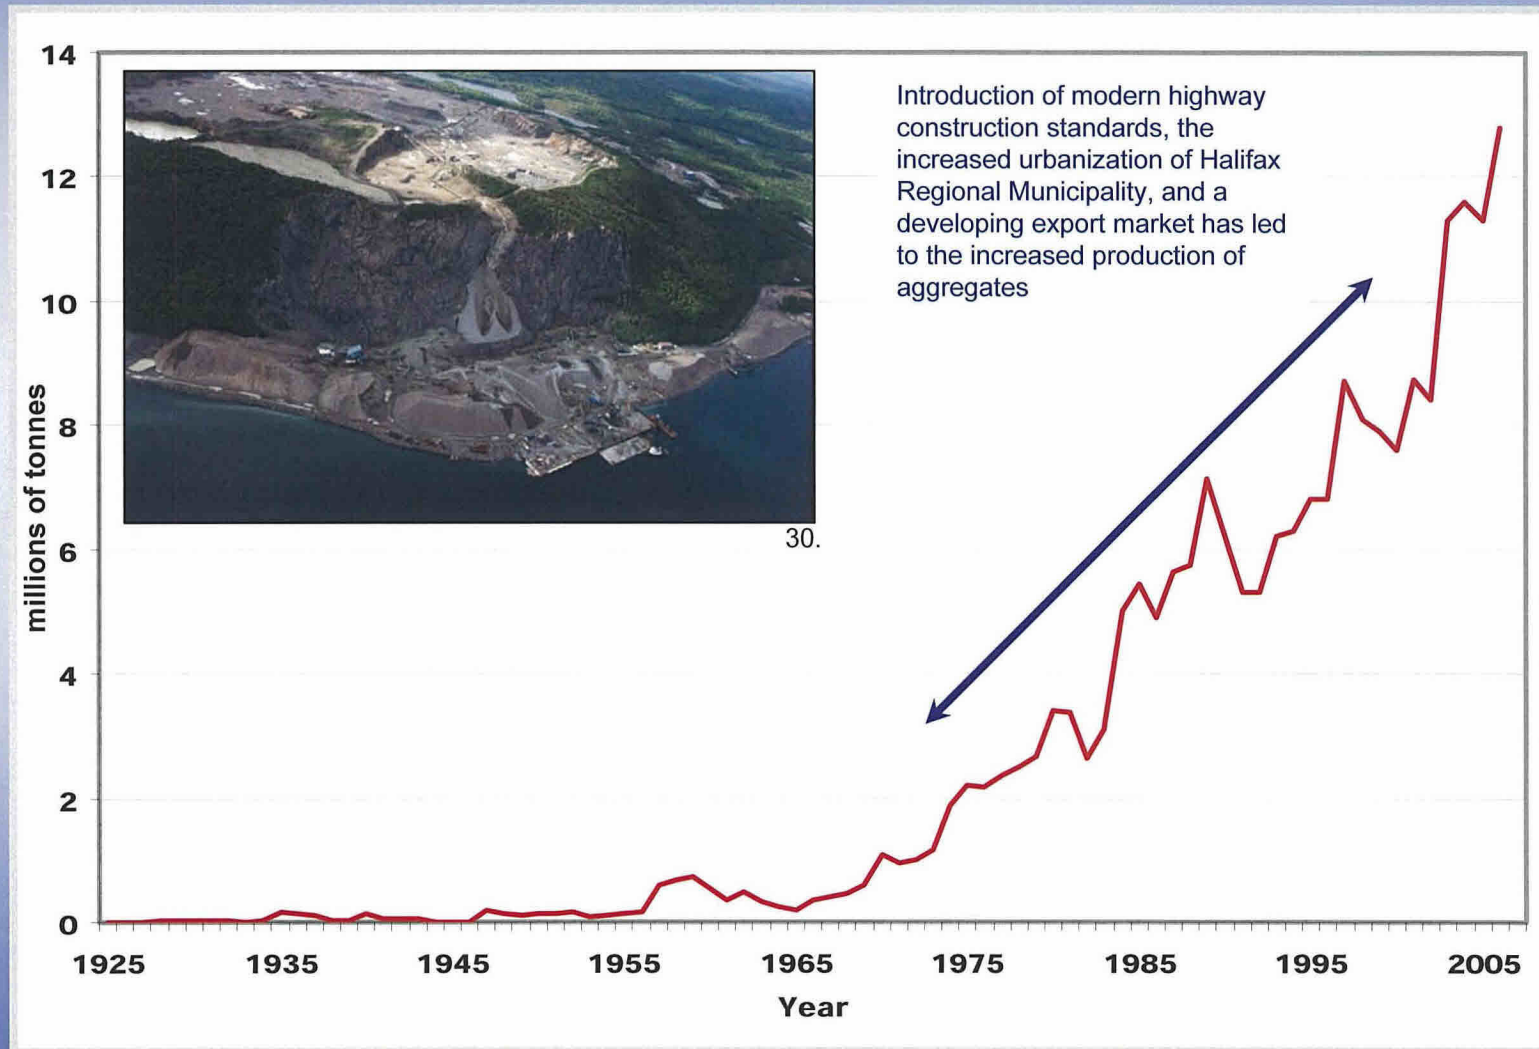 14
Introduction of modern highway
construction standards, the
increased urbanization of Halifax
Regional Municipality, and a
developing export market has led
to the increased production of
aggregates
12
10
8
6
4
2
0
millions of tonnes
30.
1925 1935 1945 1955 1965 1975 1985 1995 2005
Year